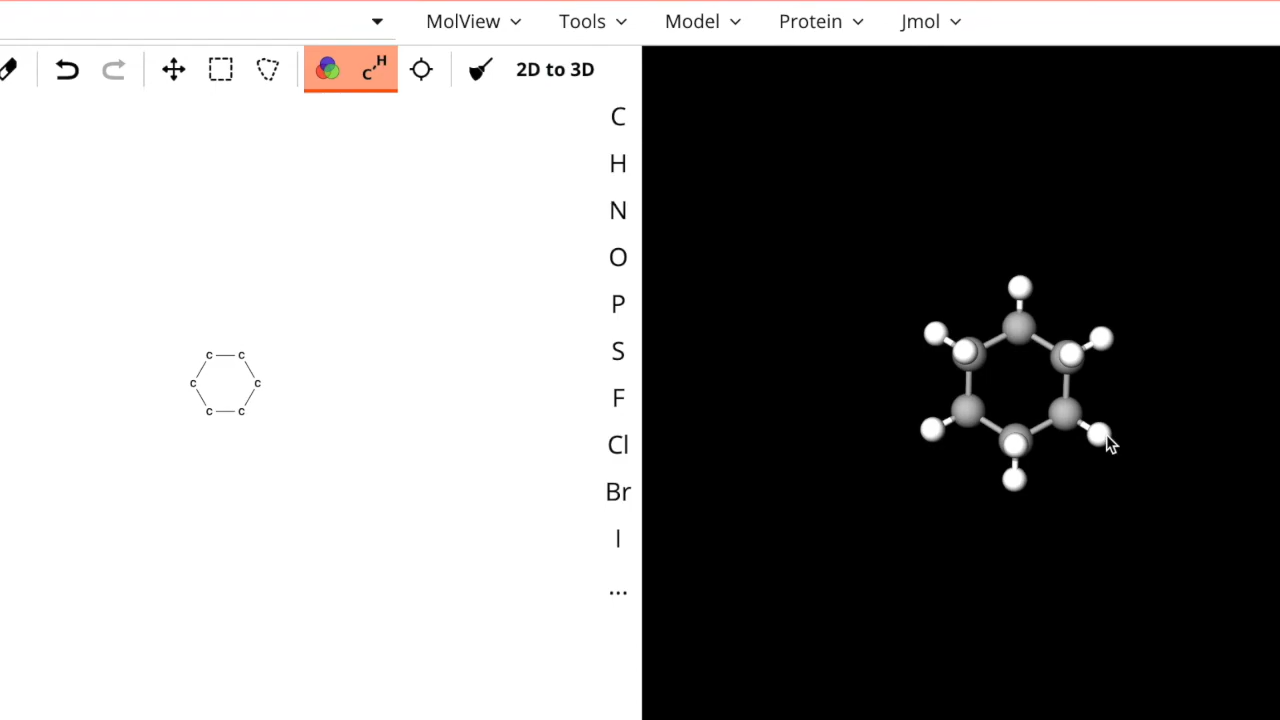 MolView Tools Model Protein Jmol
C H 2D to 3D
C
H
N
O
P
S
F
Cl
Br
I
...
C C
C C
C C